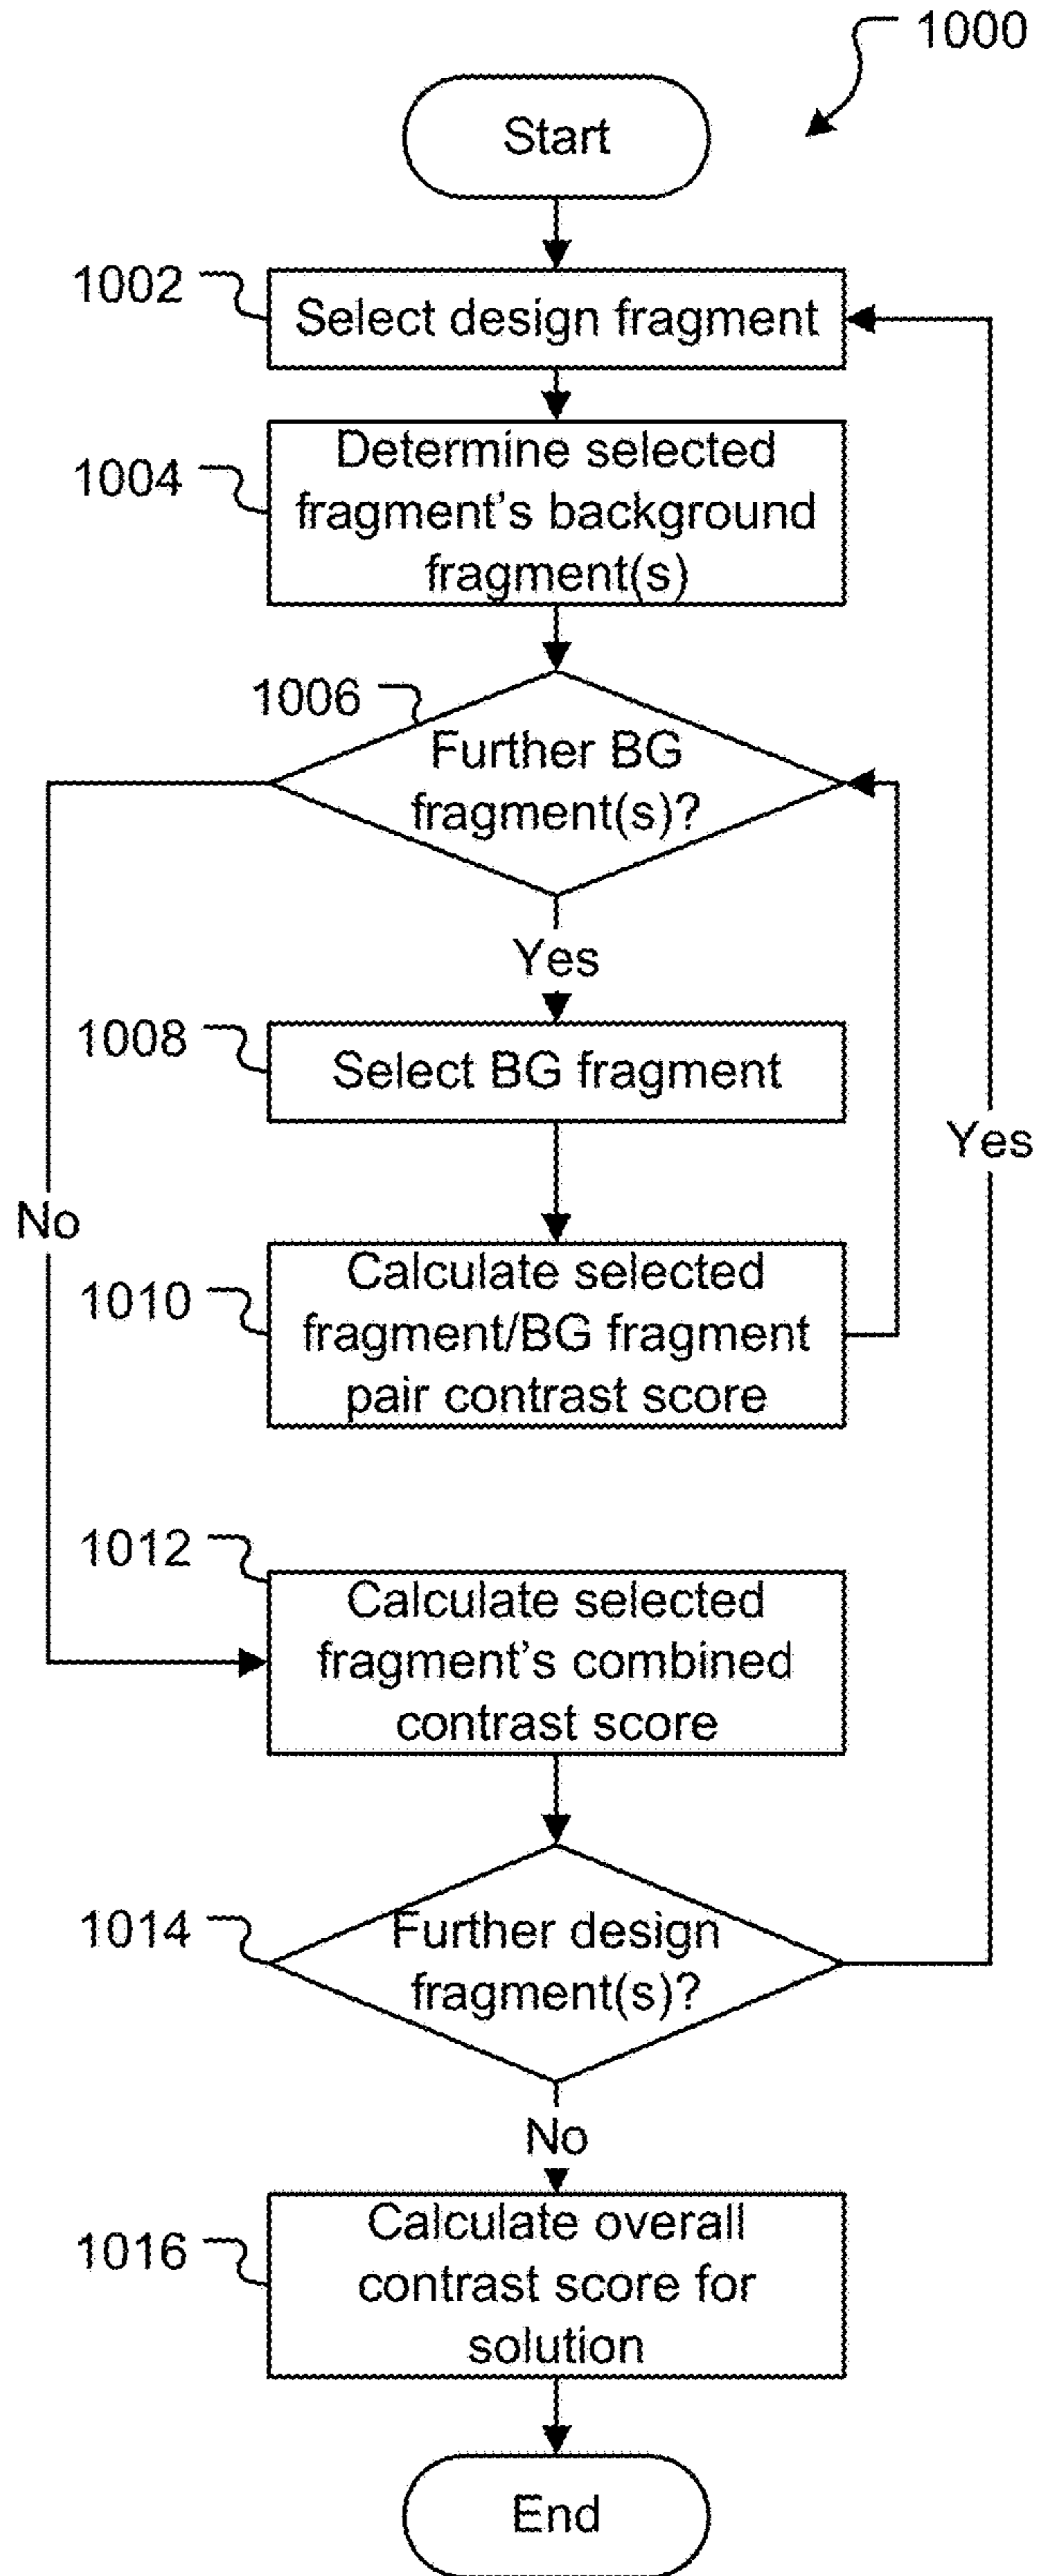 1000
Start
1002
Select design fragment
1004
Determine selected
fragment's background
fragment(s)
1006
Further BG
fragment(s)?
Yes
1008
Select BG fragment
Yes
No
1010
Calculate selected
fragment/BG fragment
pair contrast score
1012
Calculate selected
fragment's combined
contrast score
1014
Further design
fragment(s)?
No
1016
Calculate overall
contrast score for
solution
End